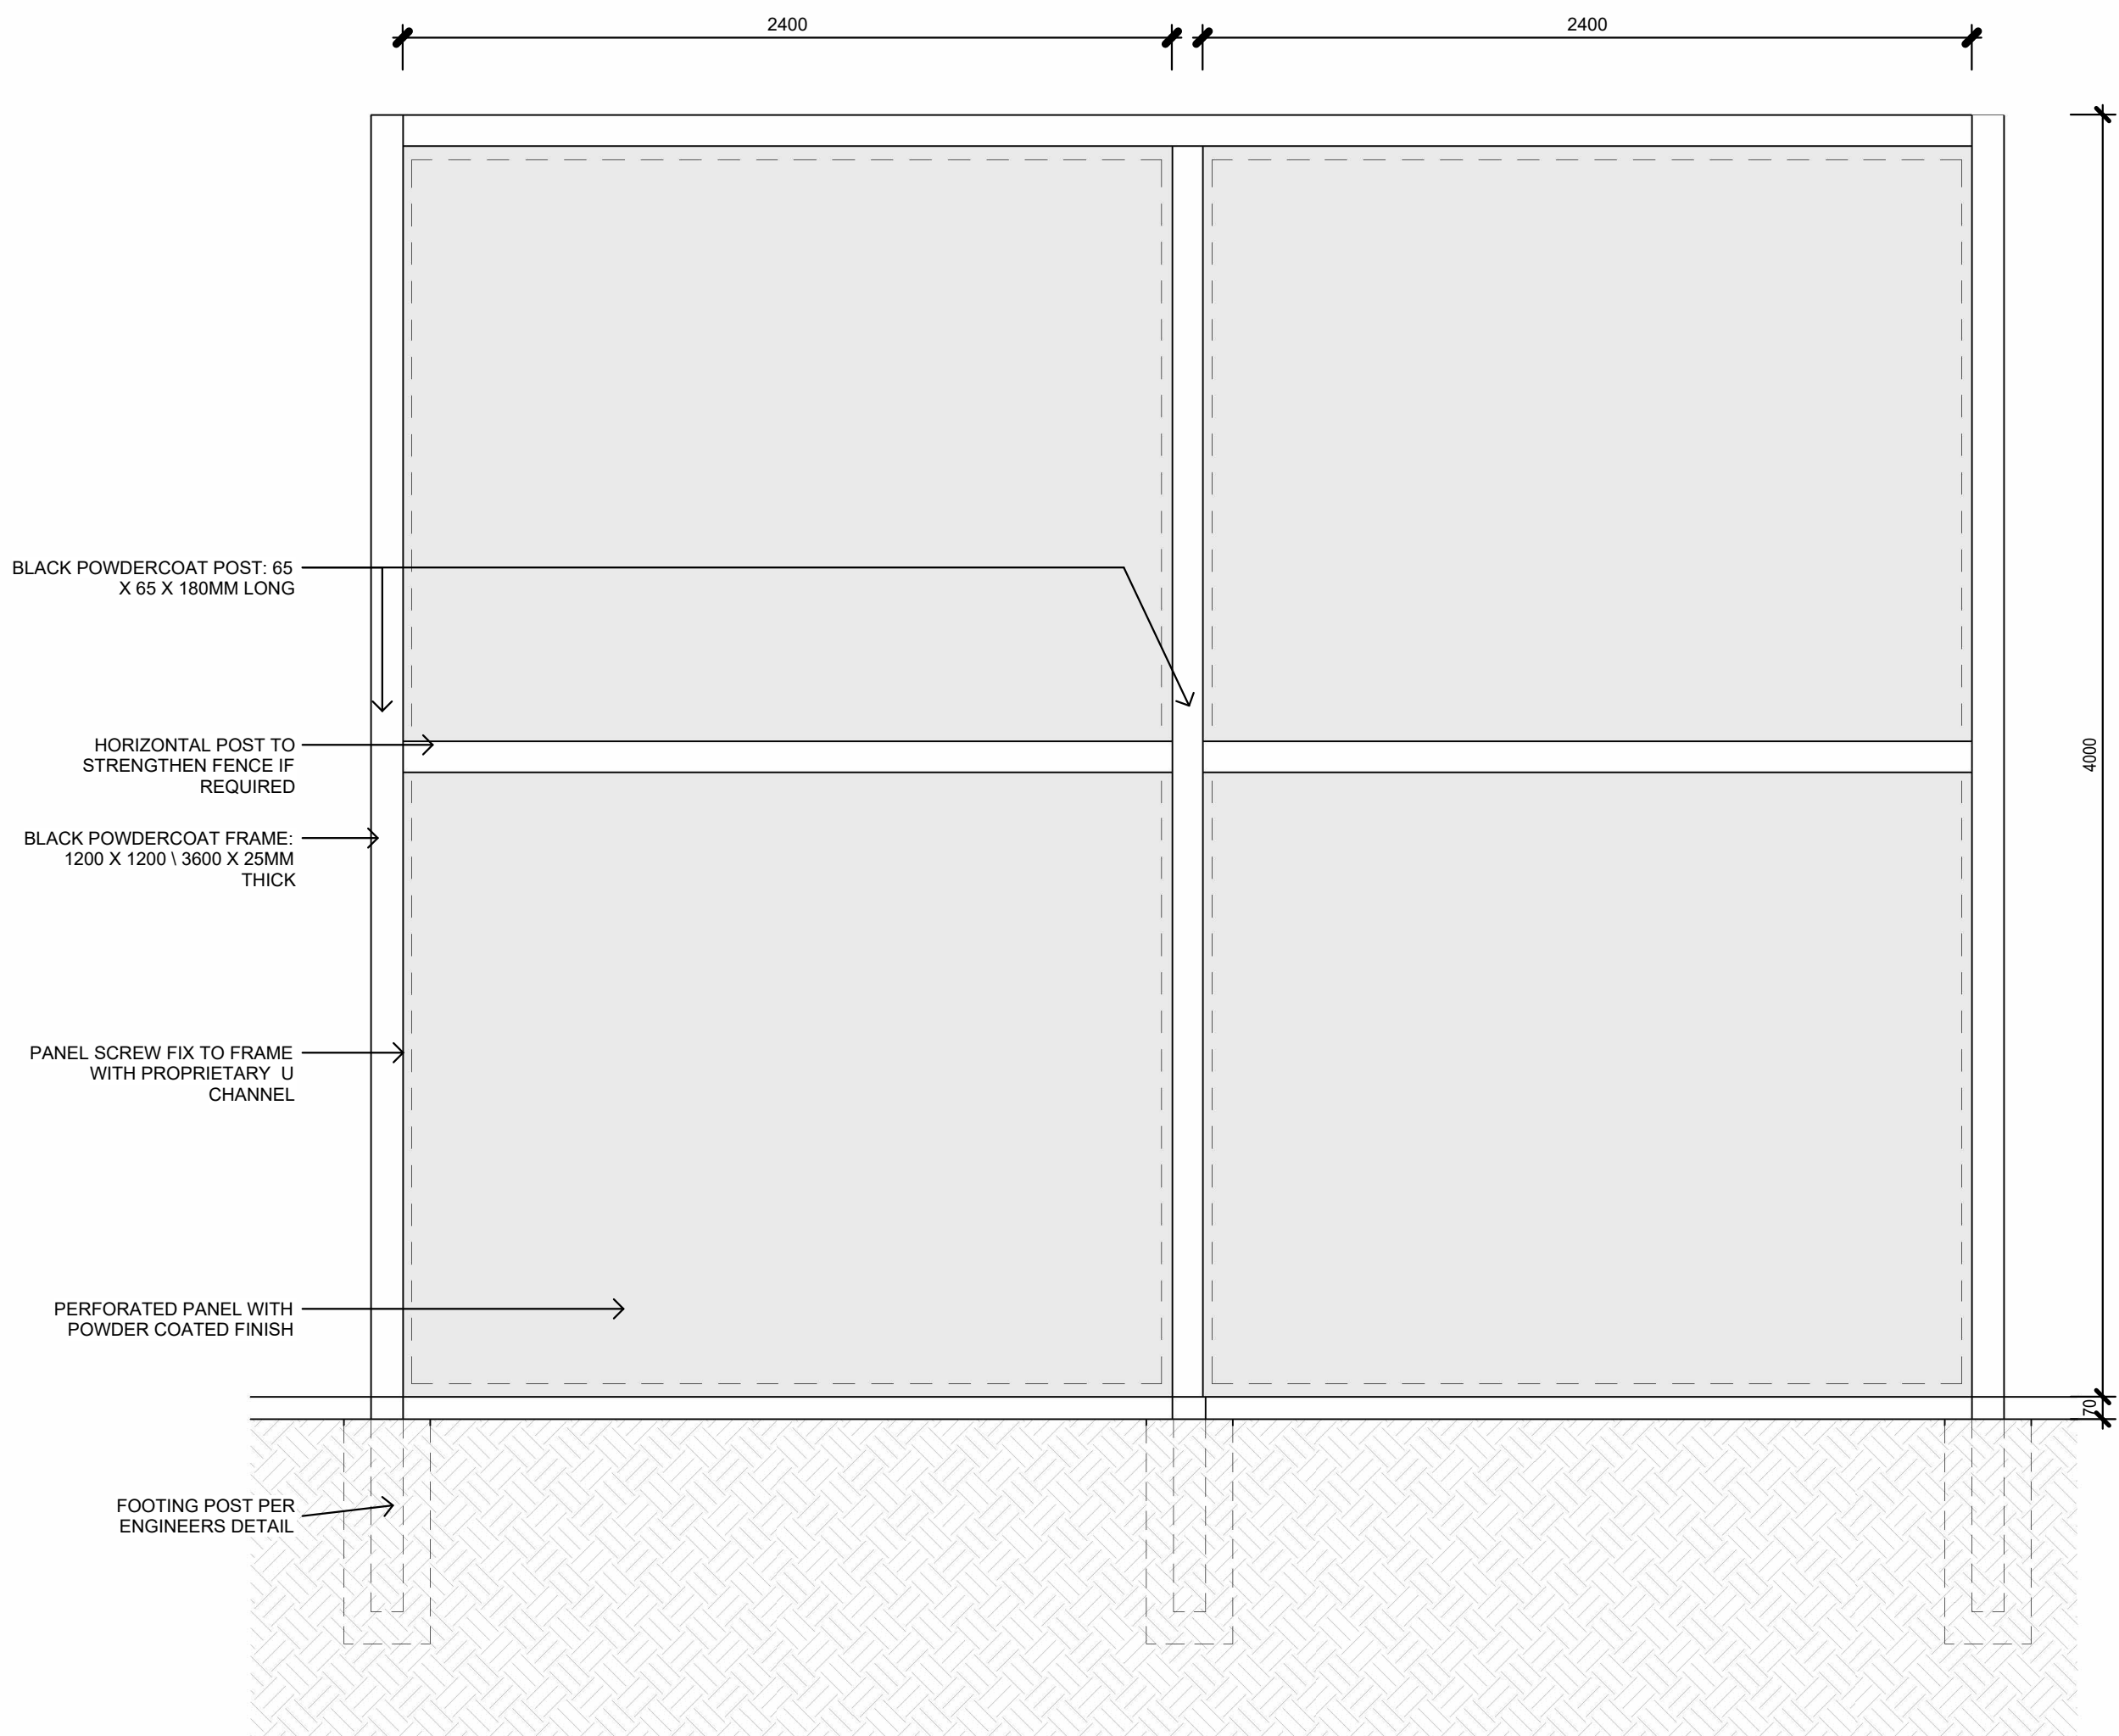 2400
2400
BLACK POWDERCOAT POST: 65
X 65 X 180MM LONG
HORIZONTAL POST TO
STRENGTHEN FENCE IF
REQUIRED
4000
BLACK POWDERCOAT FRAME:
1200 X 1200 \ 3600 X 25MM
THICK
PANEL SCREW FIX TO FRAME
WITH PROPRIETARY  U
CHANNEL
PERFORATED PANEL WITH
POWDER COATED FINISH
70
FOOTING POST PER
ENGINEERS DETAIL